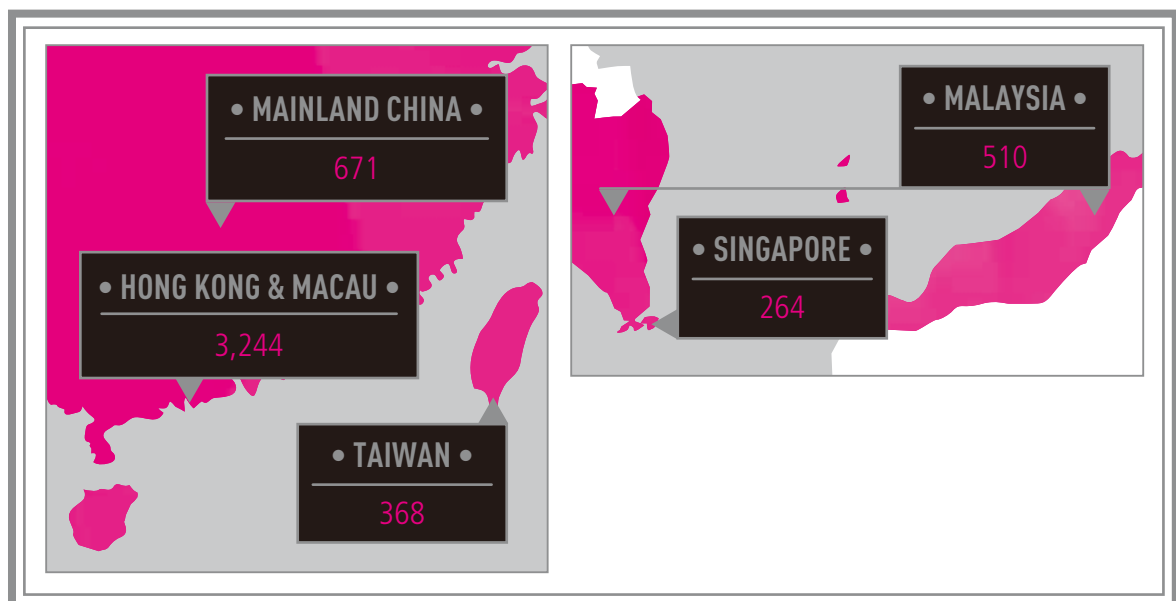 • MAINLAND CHINA •
671
• HONG KONG & MACAU •
3,244
• TAIWAN •
368
• MALAYSIA •
510
• SINGAPORE •
264